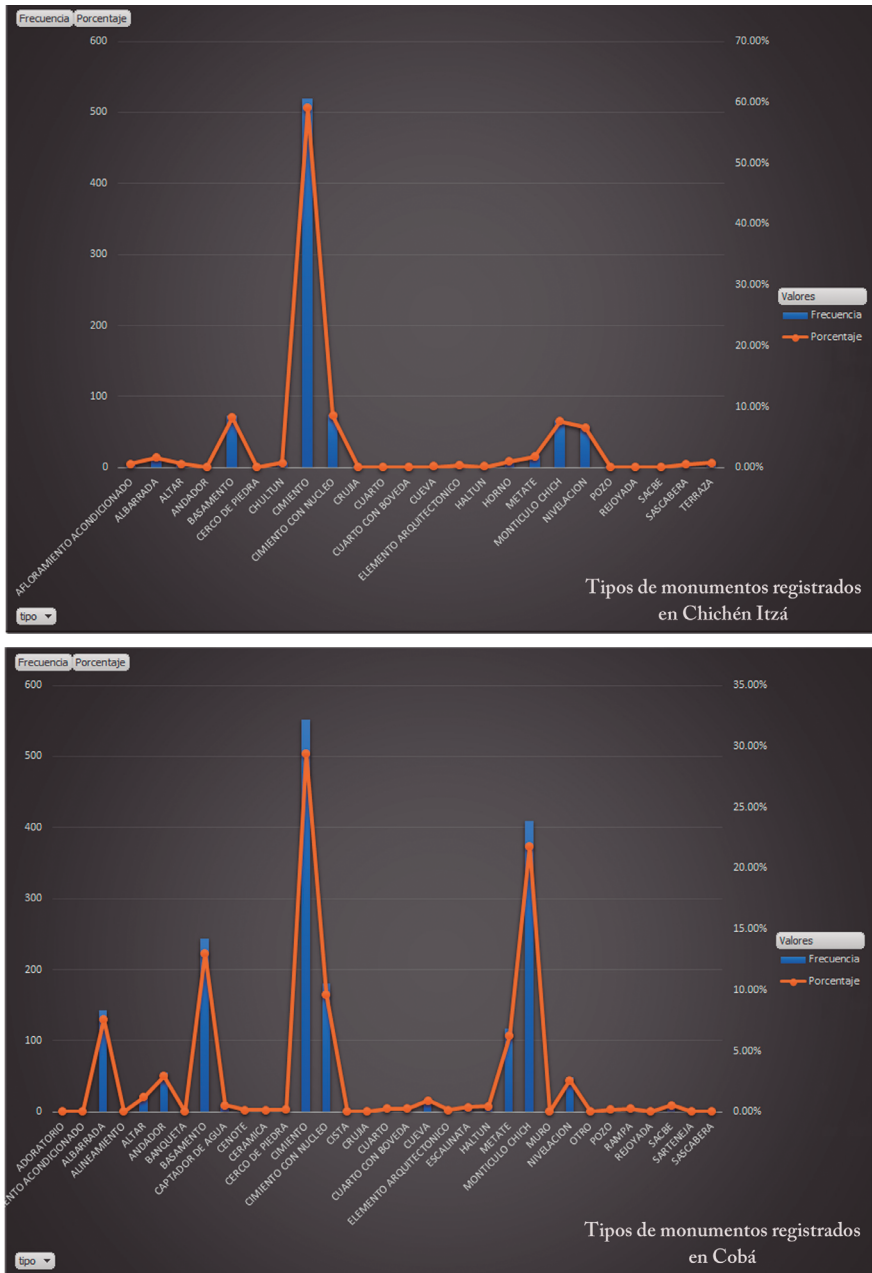 Frecuencia Porcentaje
600 70.00%
60.00%
500
50.00%
400
40.00%
300
30.00%
Valores
Frecuencia
200
Porcentaje
20.00%
100
10.00%
0 0.00%
AFLORAMIENTO ACONDICIONADO
ALBARRADA
ALTAR
ANDADOR
BASAMENTO
CERCO DE PIEDRA
CHULTUN
CIMIENTO
CIMIENTO CON NUCLEO
CRUJIA
CUARTO
CUARTO CON BOVEDA
CUEVA
ELEMENTO ARQUITECTONICO
HALTUN
HORNO
METATE
MONTICULO CHICH
NIVELACION
POZO
REJOYADA
SACBE
SASCABERA
TERRAZA
Tipos de monumentos registrados
en Chichén Itzá
tipo
Frecuencia Porcentaje
600 35.00%
30.00%
500
25.00%
400
20.00%
300
15.00%
Valores
200
Frecuencia
10.00%
Porcentaje
100
5.00%
0 0.00%
ADORATORIO
ENTO ACONDICIONADO
ALBARRADA
ALINEAMIENTO
ALTAR
ANDADOR
BANQUETA
BASAMENTO
CAPTADOR DE AGUA
CENOTE
CERAMICA
CERCO DE PIEDRA
CIMIENTO
CIMIENTO CON NUCLEO
CISTA
CRUJIA
CUARTO
CUARTO CON BOVEDA
CUEVA
ELEMENTO ARQUITECTONICO
ESCALINATA
HALTUN
METATE
MONTICULO CHICH
MURO
NIVELACION
OTRO
POZO
RAMPA
REJOYADA
SACBE
SARTENEJA
SASCABERA
Tipos de monumentos registrados
en Cobá
tipo